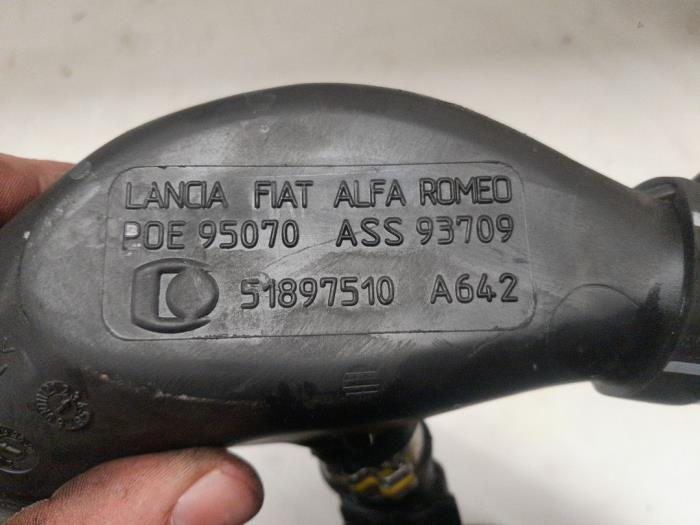 LANCIA FIAT ALFA ROMEO
POE 95070 ASS 93709
51897510 A642